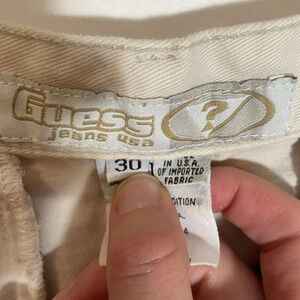 Guess
jeans usa
?
30
IN U.S.A.
OF IMPORTED
FABRIC